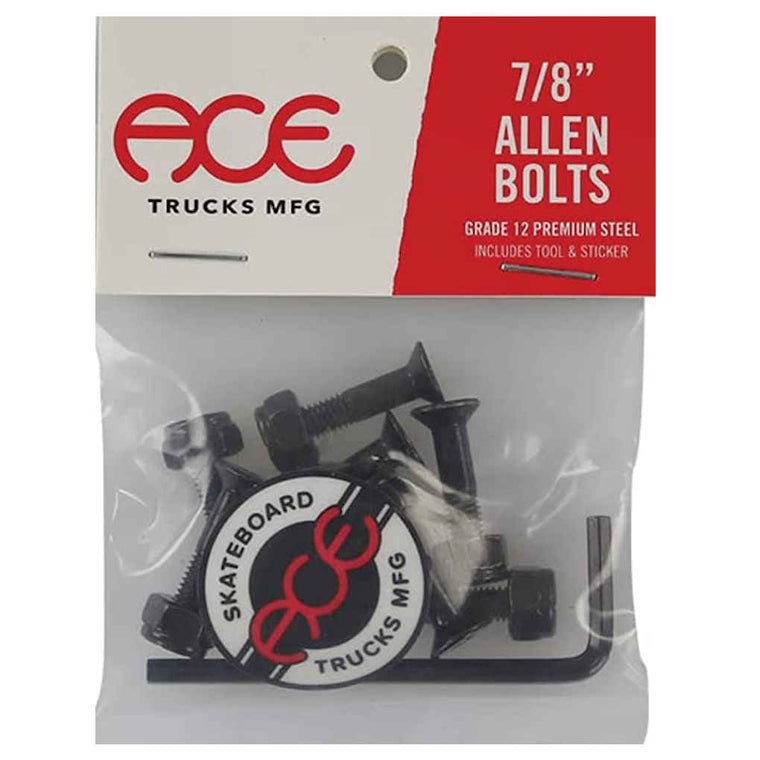 ACE
TRUCKS MFG
7/8”
ALLEN
BOLTS
GRADE 12 PREMIUM STEEL
INCLUDES TOOL & STICKER
SKATEBOARD
ACE
TRUCKS MFG